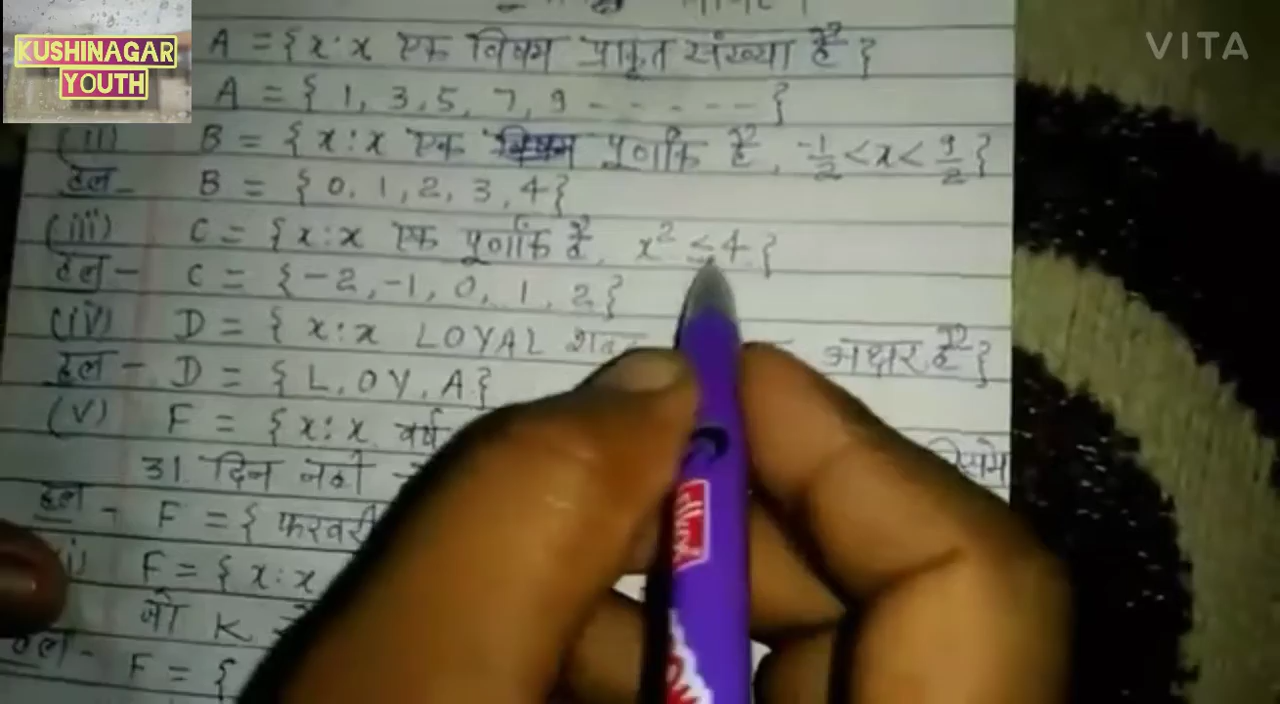 KUSHINAGAR
YOUTH
VITA
A = {x:x एक विषम प्राकृत संख्या है}
A = { 1, 3, 5, 7, 9 - - - - - }
(ii) B = {x:x एक पूर्णांक है, -1/2 < x < 9/2}
हल - B = {0, 1, 2, 3, 4}
(iii) C = {x:x एक पूर्णांक है, x² ≤ 4}
हल - C = {-2, -1, 0, 1, 2}
(iv) D = {x:x LOYAL अक्षर है}
हल - D = {L, O Y, A}
(v) F = {x:x वर्ष
31 दिन नहीं
हल - F = { फरवरी
F = {x:x
जो K
हल - F = {